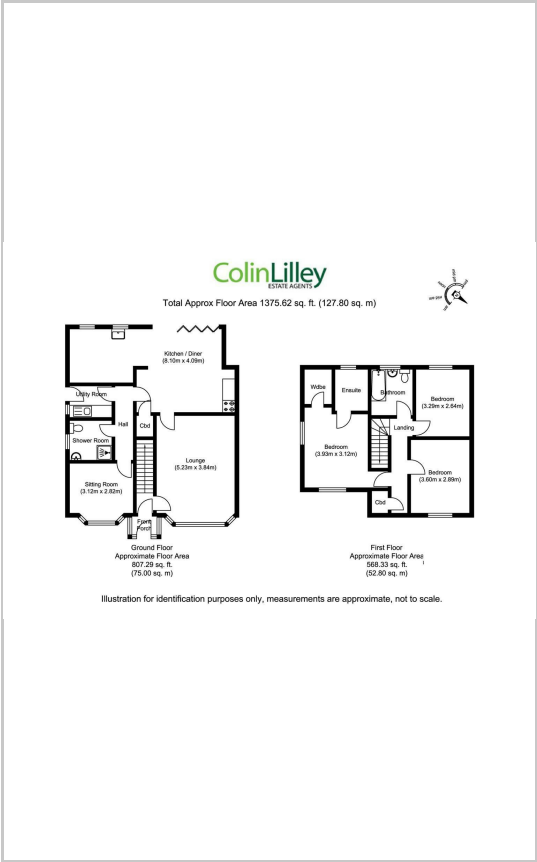 ColinLilley
ESTATE AGENTS
Total Approx Floor Area 1375.62 sq. ft. (127.80 sq. m)
Kitchen / Diner
(8.10m x 4.09m)
Utility Room
Hall
Cbd
Shower Room
Lounge
(5.23m x 3.84m)
Sitting Room
(3.12m x 2.82m)
Front
Porch
Ground Floor
Approximate Floor Area
807.29 sq. ft.
(75.00 sq. m)
Wdbe
Ensuite
Bathroom
Bedroom
(3.29m x 2.64m)
Landing
Bedroom
(3.93m x 3.12m)
Bedroom
(3.60m x 2.89m)
Cbd
First Floor
Approximate Floor Area
568.33 sq. ft.
(52.80 sq. m)
Illustration for identification purposes only, measurements are approximate, not to scale.